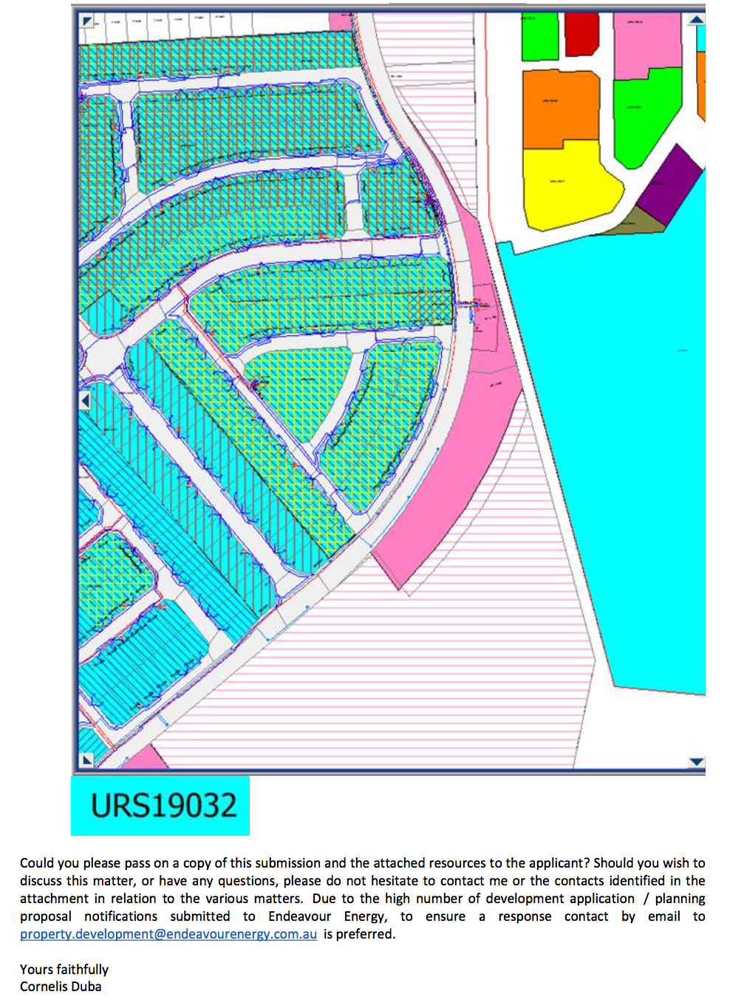 URS19032
Could you please pass on a copy of this submission and the attached resources to the applicant? Should you wish to
discuss this matter, or have any questions, please do not hesitate to contact me or the contacts identified in the
attachment in relation to the various matters. Due to the high number of development application / planning
proposal notifications submitted to Endeavour Energy, to ensure a response contact by email to
property.development@endeavourenergy.com.au is preferred.
Yours faithfully
Cornelis Duba